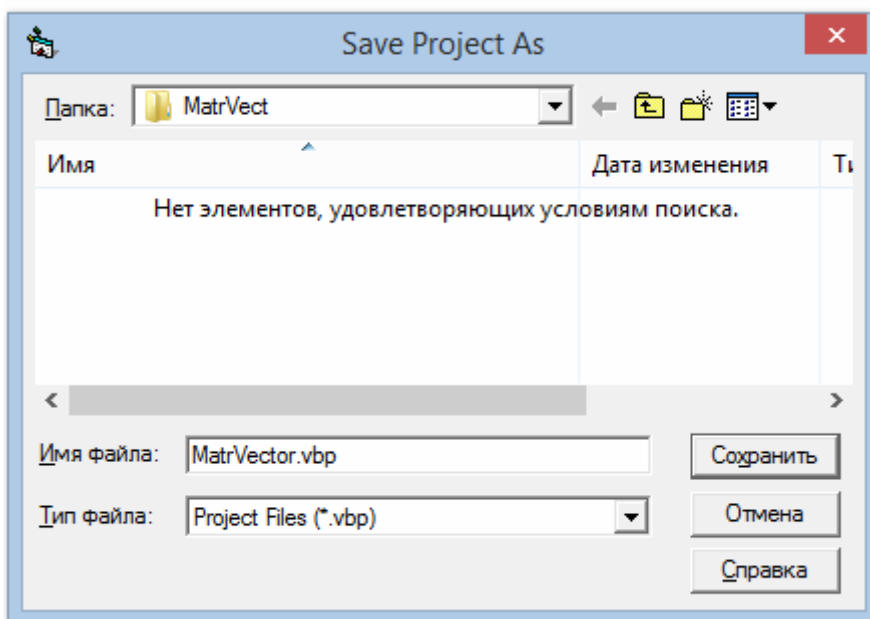 Save Project As
Папка: MatrVect
Имя Дата изменения Ти
Нет элементов, удовлетворяющих условиям поиска.
Имя файла: MatrVector.vbp Сохранить
Тип файла: Project Files (*.vbp) Отмена
Справка